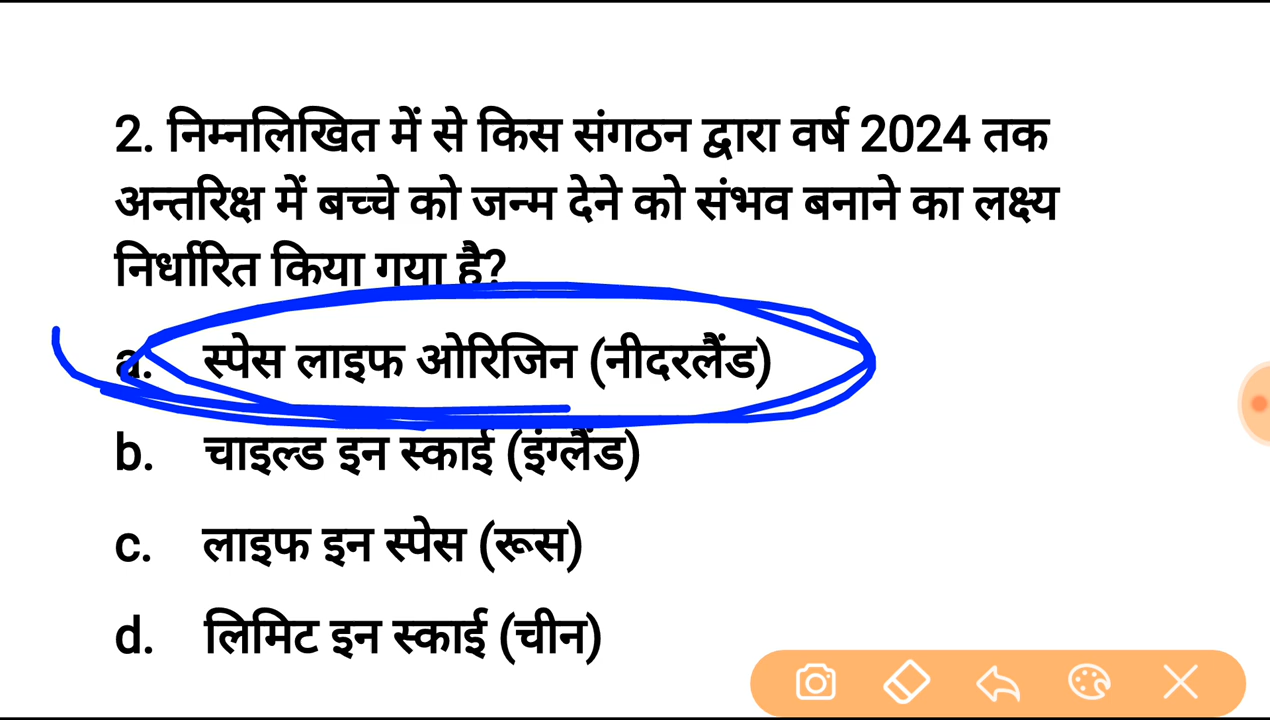 2. निम्नलिखित में से किस संगठन द्वारा वर्ष 2024 तक
अन्तरिक्ष में बच्चे को जन्म देने को संभव बनाने का लक्ष्य
निर्धारित किया गया है?
a. स्पेस लाइफ ओरिजिन (नीदरलैंड)
b. चाइल्ड इन स्काई (इंग्लैंड)
c. लाइफ इन स्पेस (रूस)
d. लिमिट इन स्काई (चीन)